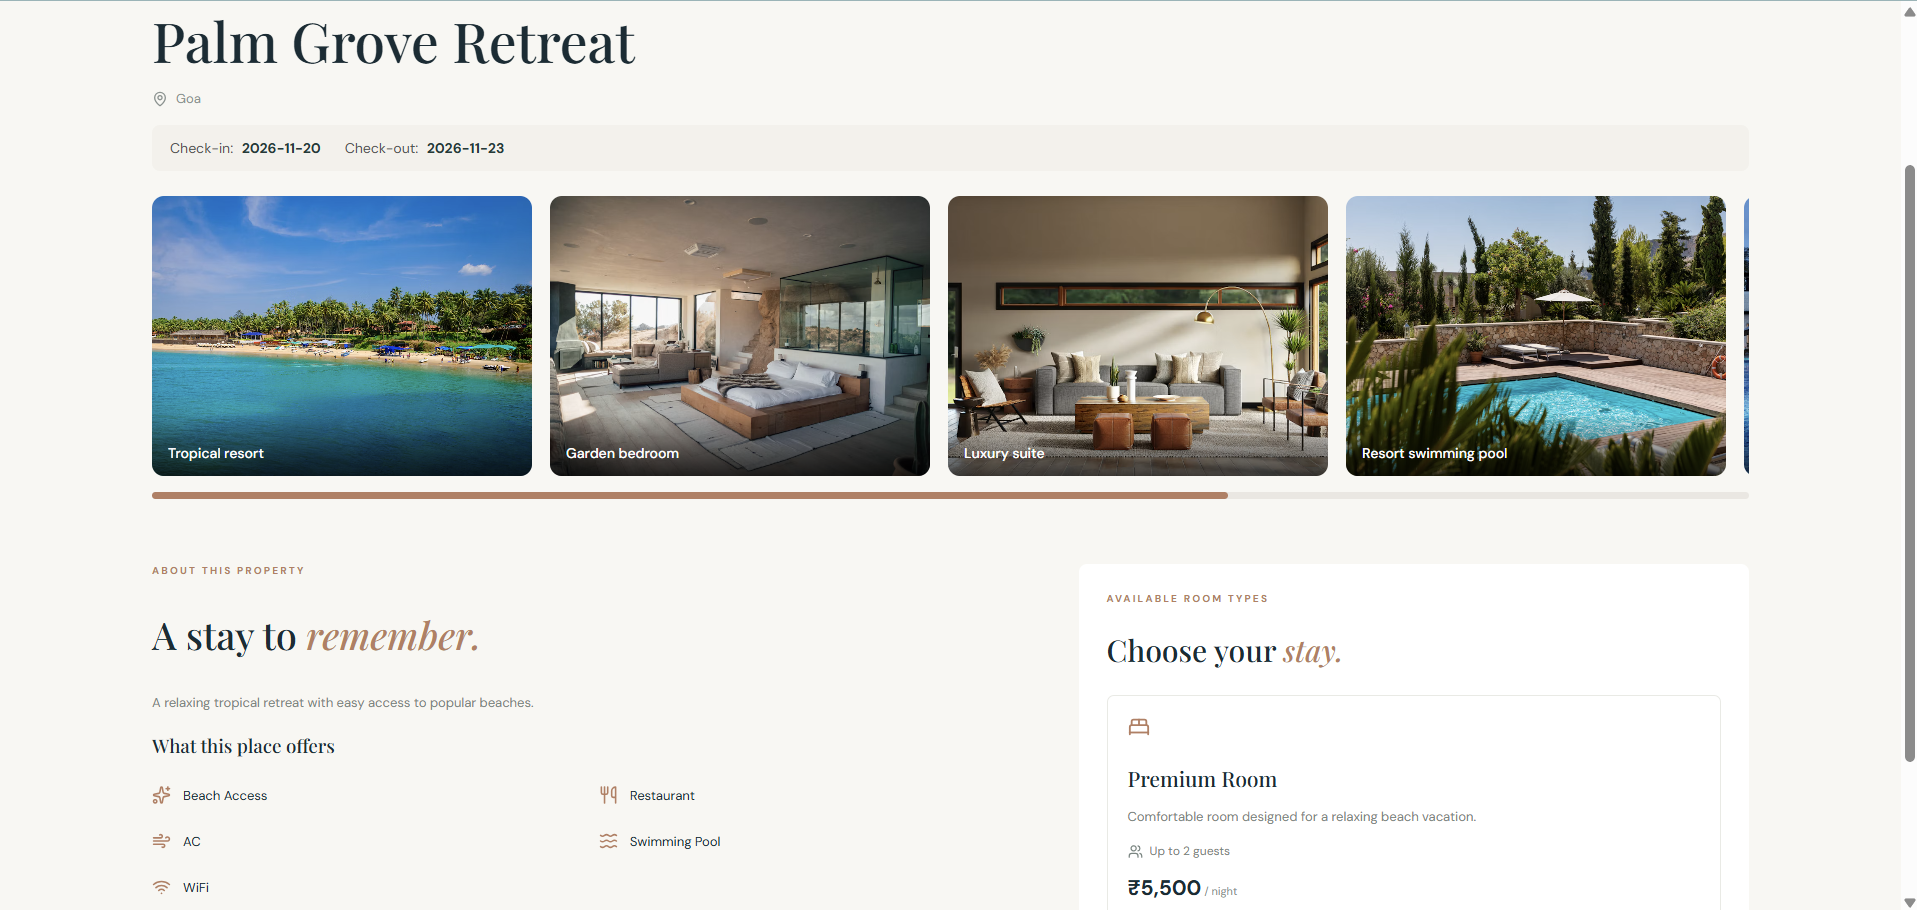 Palm Grove Retreat
Goa
Check-in: 2026-11-20 Check-out: 2026-11-23
Tropical resort
Garden bedroom
Luxury suite
Resort swimming pool
ABOUT THIS PROPERTY
A stay to remember.
A relaxing tropical retreat with easy access to popular beaches.
What this place offers
Beach Access
Restaurant
AC
Swimming Pool
WiFi
AVAILABLE ROOM TYPES
Choose your stay.
Premium Room
Comfortable room designed for a relaxing beach vacation.
Up to 2 guests
₹5,500 / night